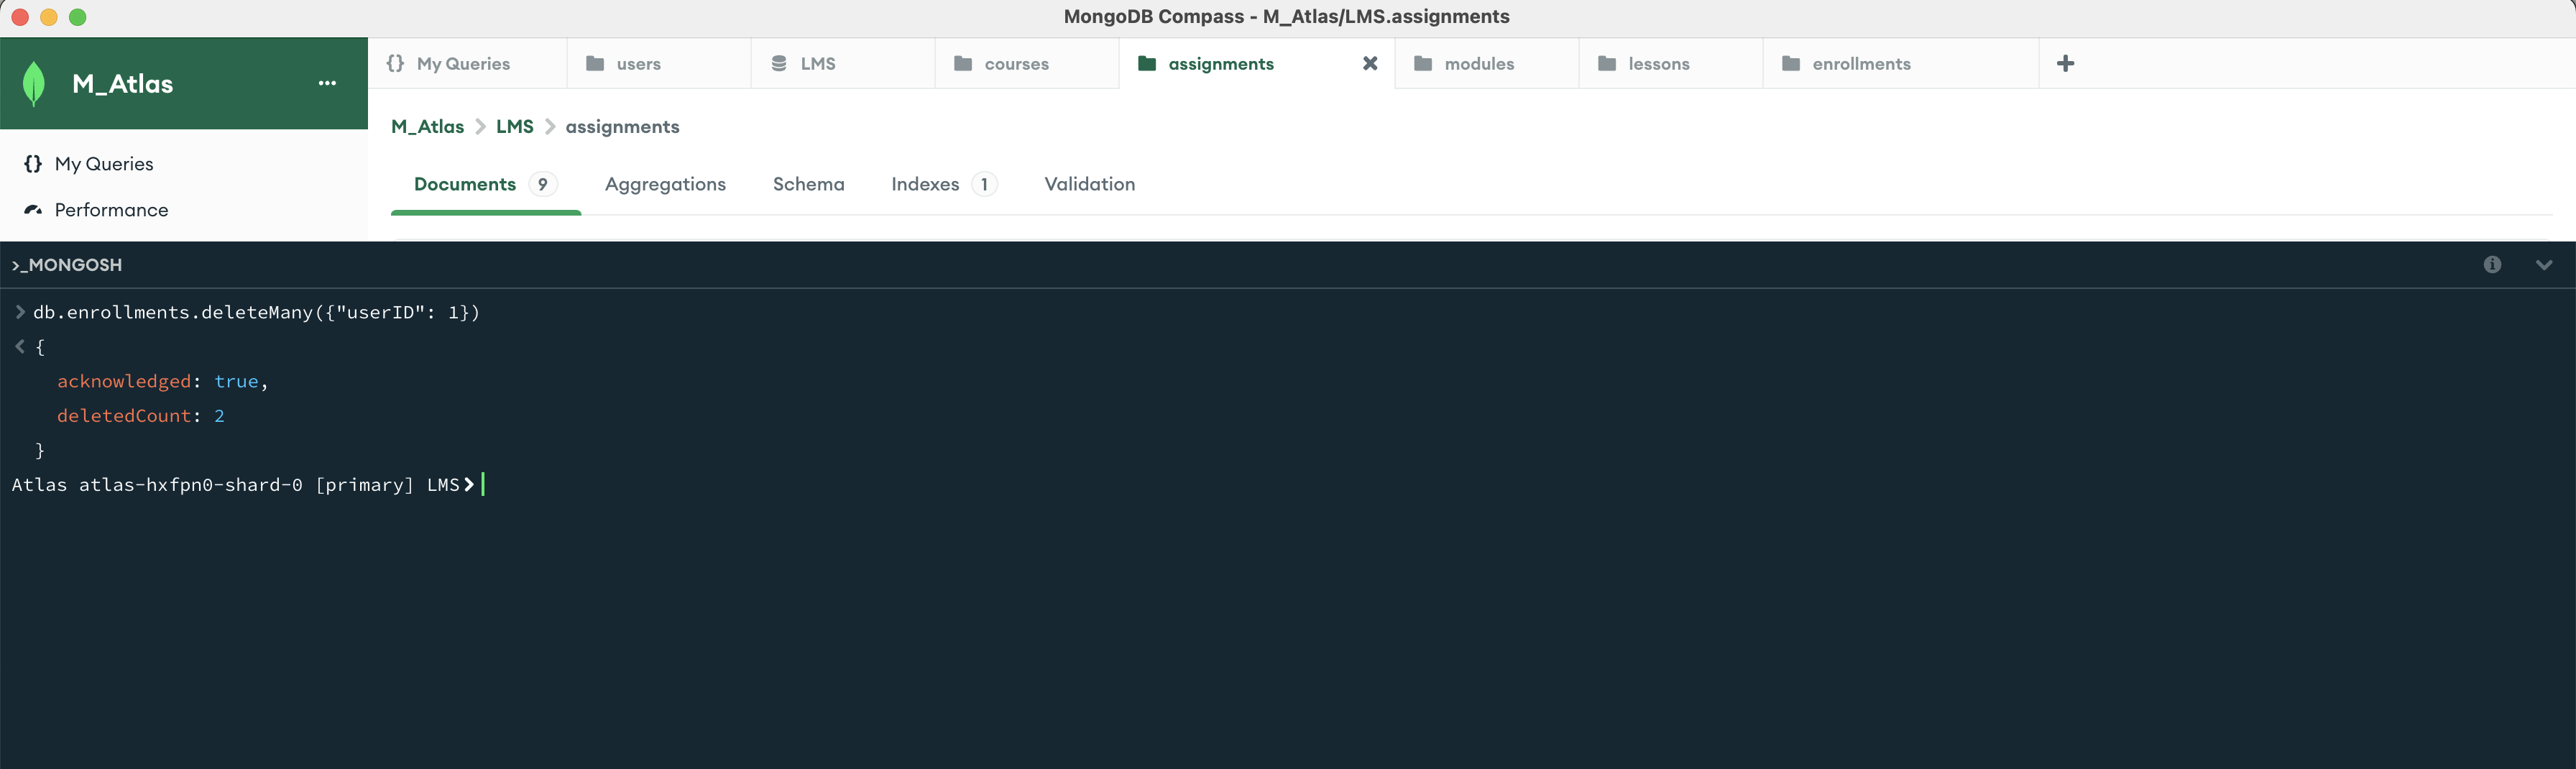 MongoDB Compass - M_Atlas/LMS.assignments
M_Atlas
My Queries
users
LMS
courses
assignments
modules
lessons
enrollments
M_Atlas > LMS > assignments
My Queries
Performance
Documents 9
Aggregations
Schema
Indexes 1
Validation
>_MONGOSH
> db.enrollments.deleteMany({"userID": 1})
< {
acknowledged: true,
deletedCount: 2
}
Atlas atlas-hxfpn0-shard-0 [primary] LMS>